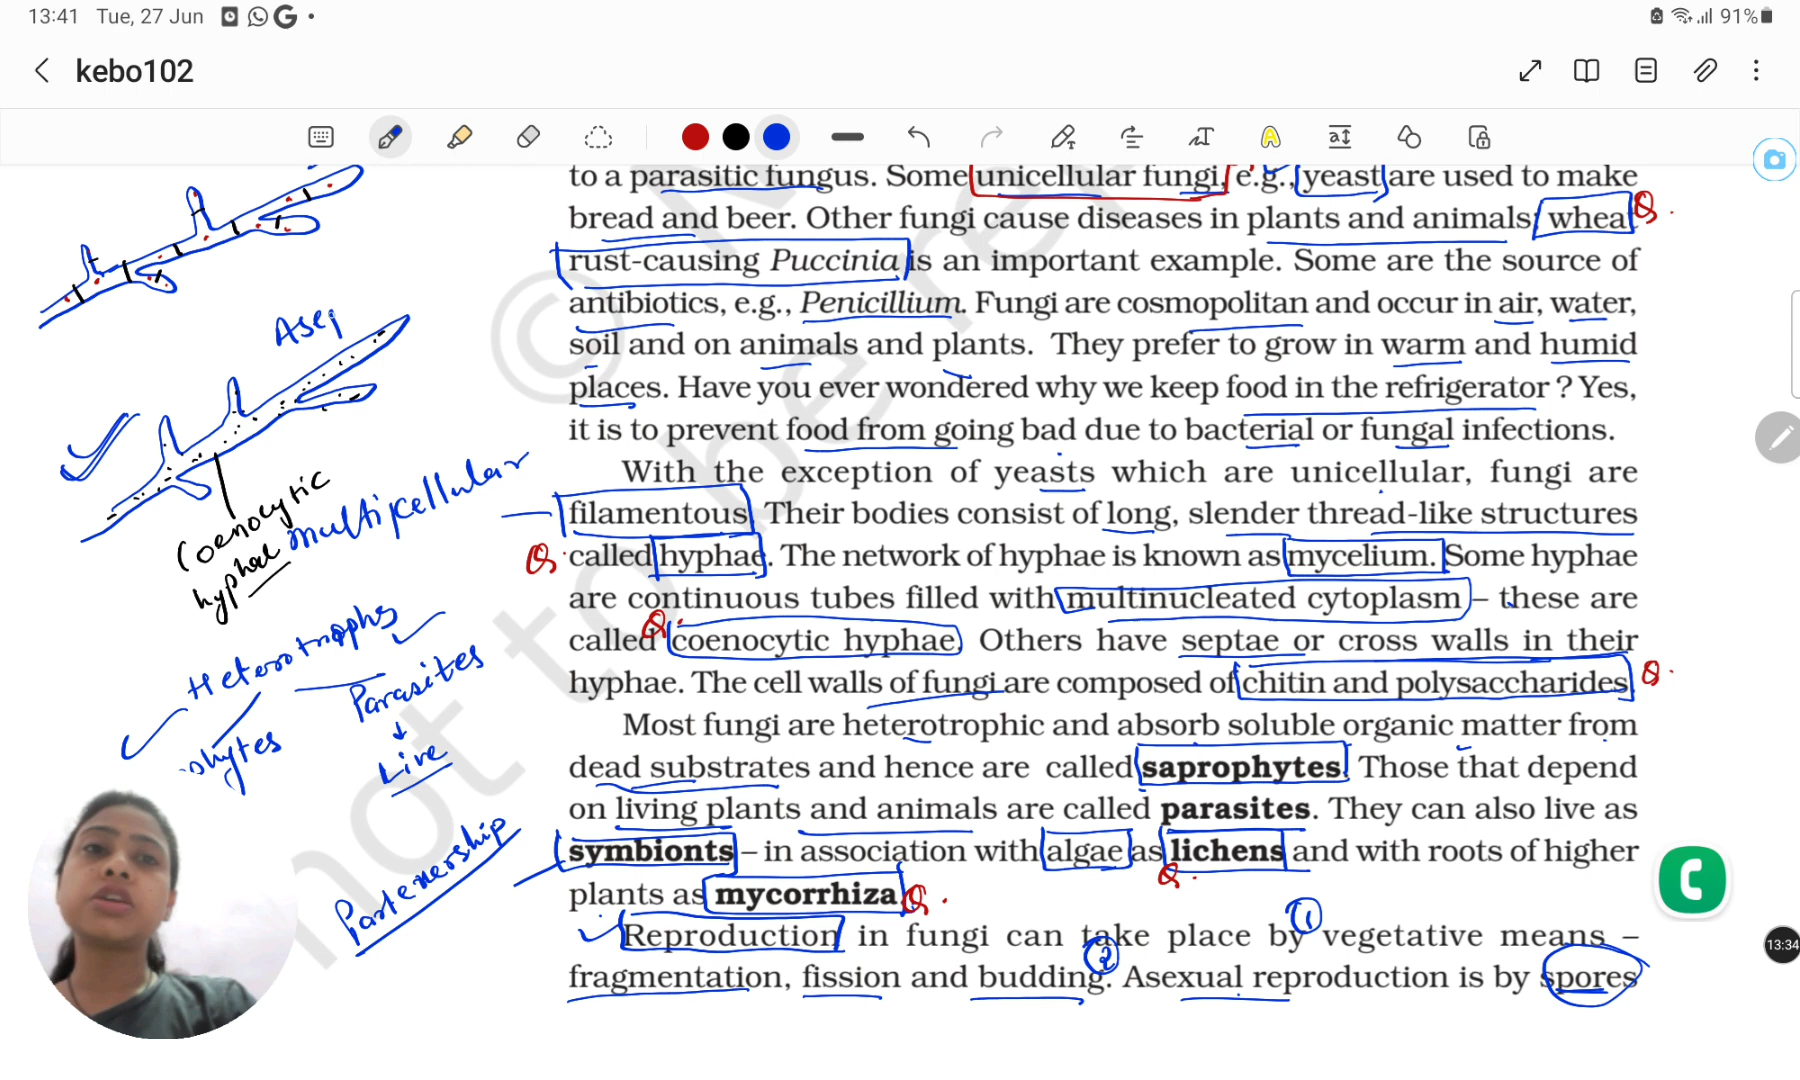 13:41 Tue, 27 Jun
91%
kebo102
to a parasitic fungus. Some unicellular fungi, e.g., yeast are used to make
bread and beer. Other fungi cause diseases in plants and animals; wheat Q.
rust-causing Puccinia is an important example. Some are the source of
antibiotics, e.g., Penicillium. Fungi are cosmopolitan and occur in air, water,
soil and on animals and plants. They prefer to grow in warm and humid
places. Have you ever wondered why we keep food in the refrigerator ? Yes,
it is to prevent food from going bad due to bacterial or fungal infections.
With the exception of yeasts which are unicellular, fungi are
filamentous. Their bodies consist of long, slender thread-like structures
Q. called hyphae. The network of hyphae is known as mycelium. Some hyphae
are continuous tubes filled with multinucleated cytoplasm – these are
called Q. coenocytic hyphae. Others have septae or cross walls in their
hyphae. The cell walls of fungi are composed of chitin and polysaccharides. Q.
Most fungi are heterotrophic and absorb soluble organic matter from
dead substrates and hence are called saprophytes. Those that depend
on living plants and animals are called parasites. They can also live as
symbionts – in association with algae as lichens and with roots of higher
Q.
plants as mycorrhiza. Q.
Reproduction in fungi can take place by 1 vegetative means –
fragmentation, fission and budding. 2 Asexual reproduction is by spores
Aseq
Coenocytic
hyphae
multicellular
Heterotrophs
Parasites
Live
phytes
Partenership
not to be re
©
13:34